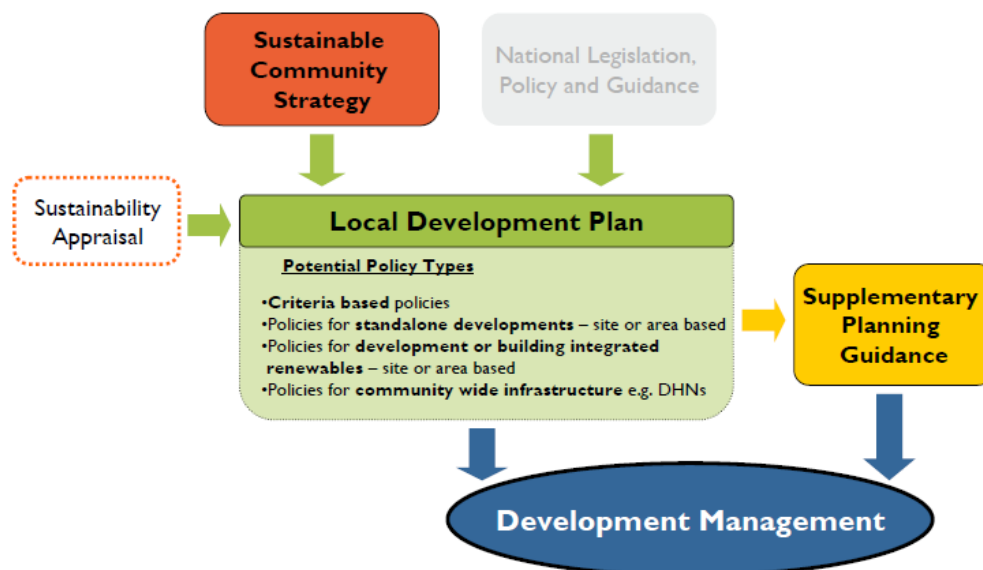 Sustainable
Community
Strategy
National Legislation,
Policy and Guidance
Sustainability
Appraisal
Local Development Plan
Potential Policy Types
•Criteria based policies
•Policies for standalone developments – site or area based
•Policies for development or building integrated
renewables – site or area based
•Policies for community wide infrastructure e.g. DHNs
Supplementary
Planning
Guidance
Development Management